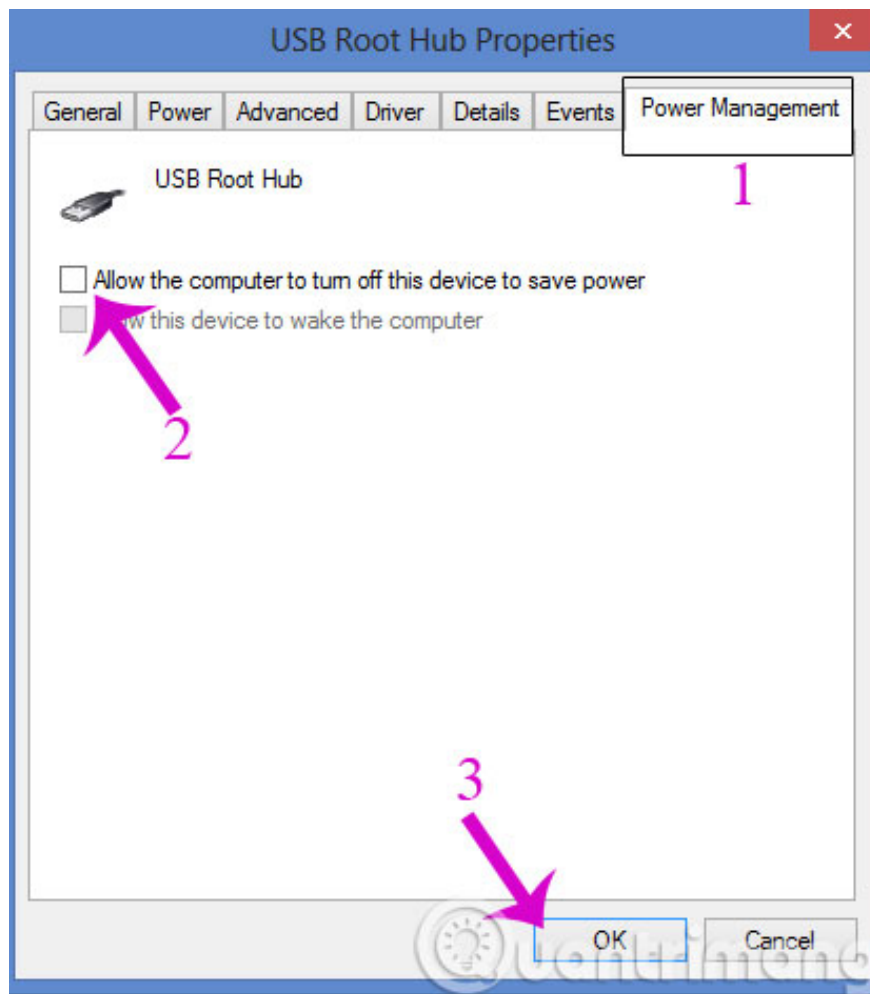 USB Root Hub Properties
General Power Advanced Driver Details Events Power Management
1
USB Root Hub
Allow the computer to turn off this device to save power
this device to wake the computer
2
3
OK Cancel
Quantrimang